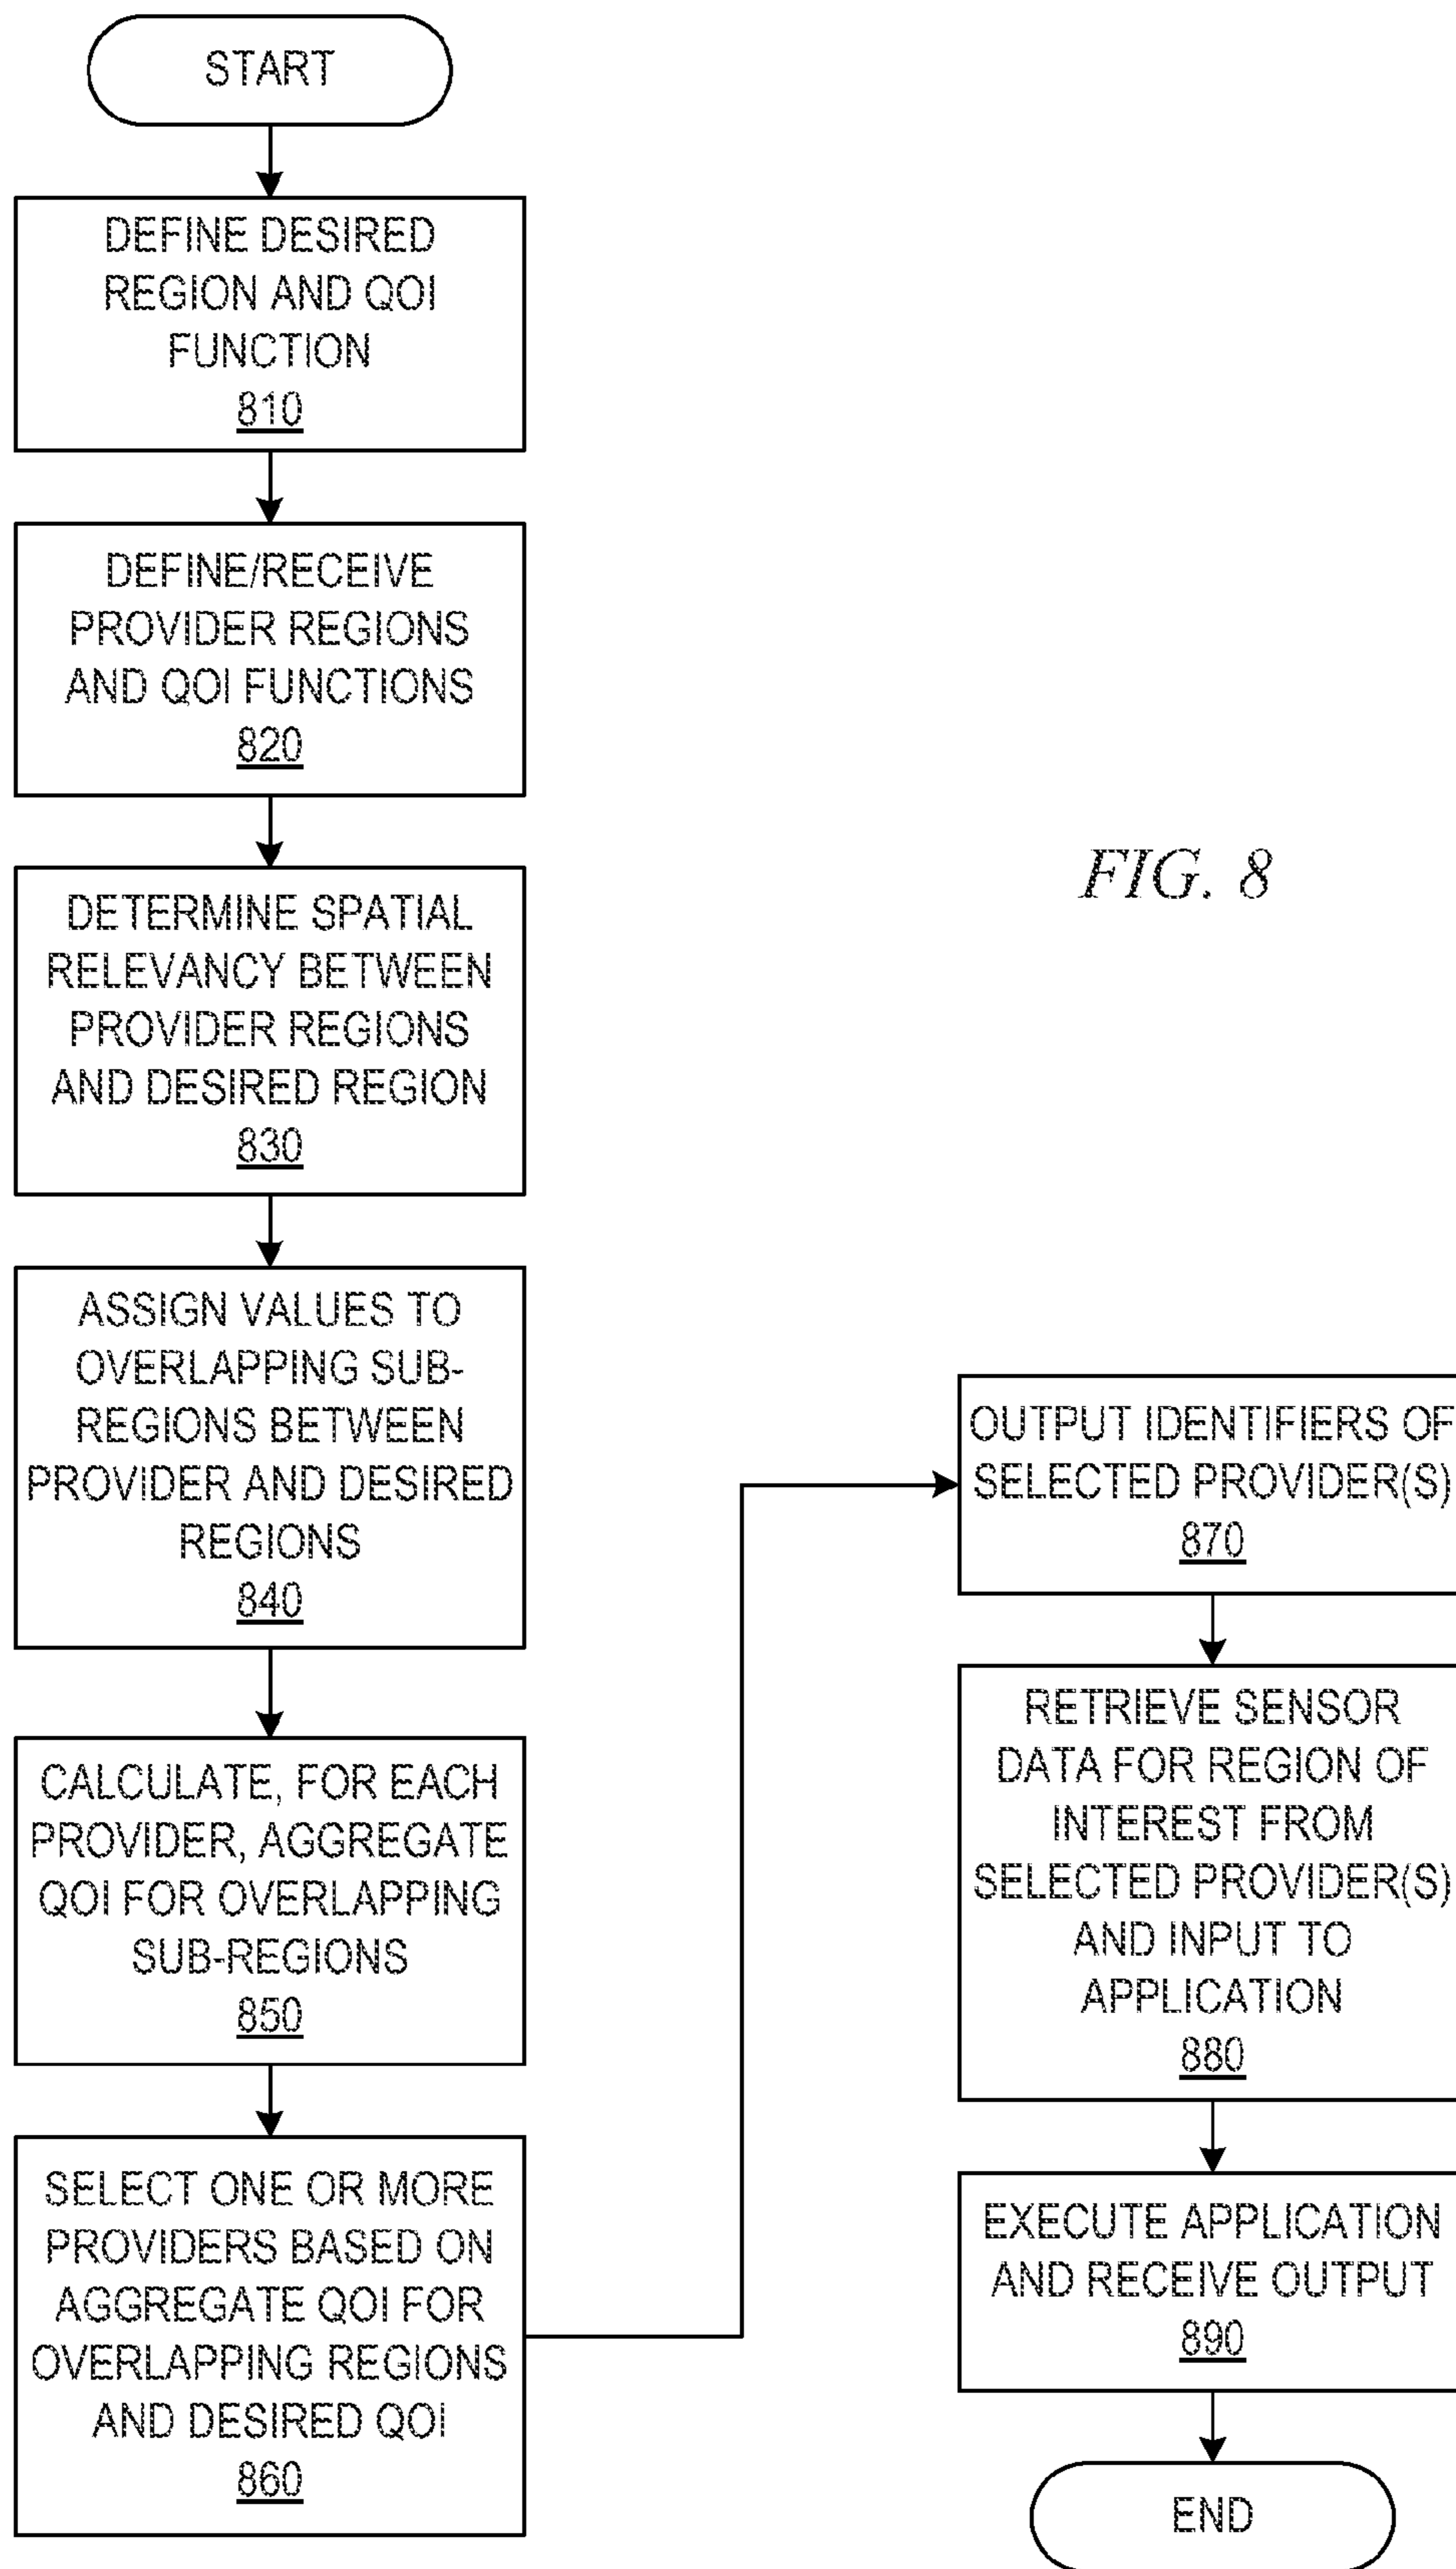 START
DEFINE DESIRED
REGION AND QOI
FUNCTION
810
DEFINE/RECEIVE
PROVIDER REGIONS
AND QOI FUNCTIONS
820
DETERMINE SPATIAL
RELEVANCY BETWEEN
PROVIDER REGIONS
AND DESIRED REGION
830
ASSIGN VALUES TO
OVERLAPPING SUB-
REGIONS BETWEEN
PROVIDER AND DESIRED
REGIONS
840
CALCULATE, FOR EACH
PROVIDER, AGGREGATE
QOI FOR OVERLAPPING
SUB-REGIONS
850
SELECT ONE OR MORE
PROVIDERS BASED ON
AGGREGATE QOI FOR
OVERLAPPING REGIONS
AND DESIRED QOI
860
FIG. 8
OUTPUT IDENTIFIERS OF
SELECTED PROVIDER(S)
870
RETRIEVE SENSOR
DATA FOR REGION OF
INTEREST FROM
SELECTED PROVIDER(S)
AND INPUT TO
APPLICATION
880
EXECUTE APPLICATION
AND RECEIVE OUTPUT
890
END